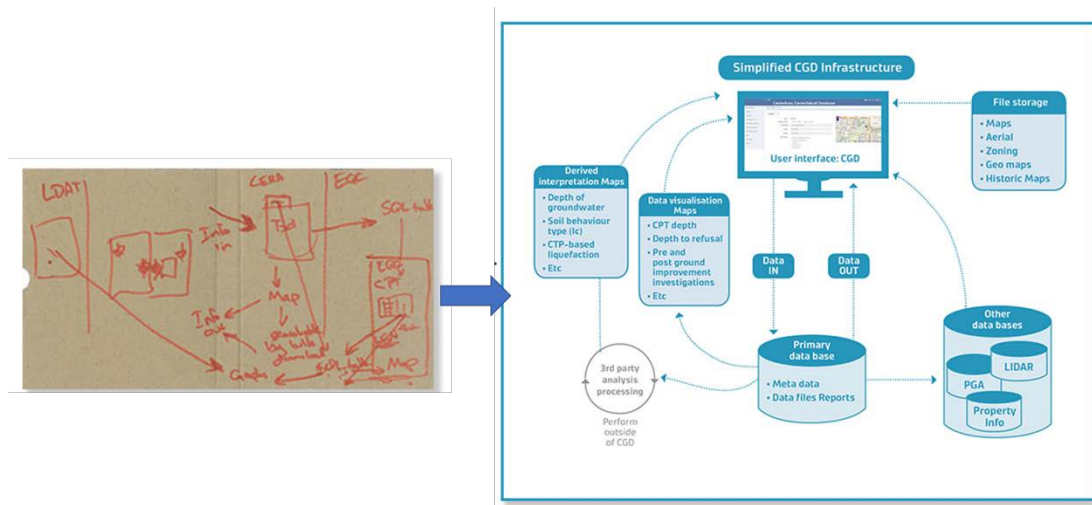 LDAT
CERA
EQC
Info
in
Tool
Map
Info
out
EQC
CPT
Map
Simplified CGD Infrastructure
User interface: CGD
File storage
• Maps
• Aerial
• Zoning
• Geo maps
• Historic Maps
Derived
interpretation Maps
• Depth of
groundwater
• Soil behaviour
type (Ic)
• CTP-based
liquefaction
• Etc
Data visualisation
Maps
• CPT depth
• Depth to refusal
• Pre and
post ground
improvement
investigations
• Etc
Data
IN
Data
OUT
3rd party
analysis
processing
Perform
outside
of CGD
Primary
data base
• Meta data
• Data files Reports
Other
data bases
LIDAR
PGA
Property
Info